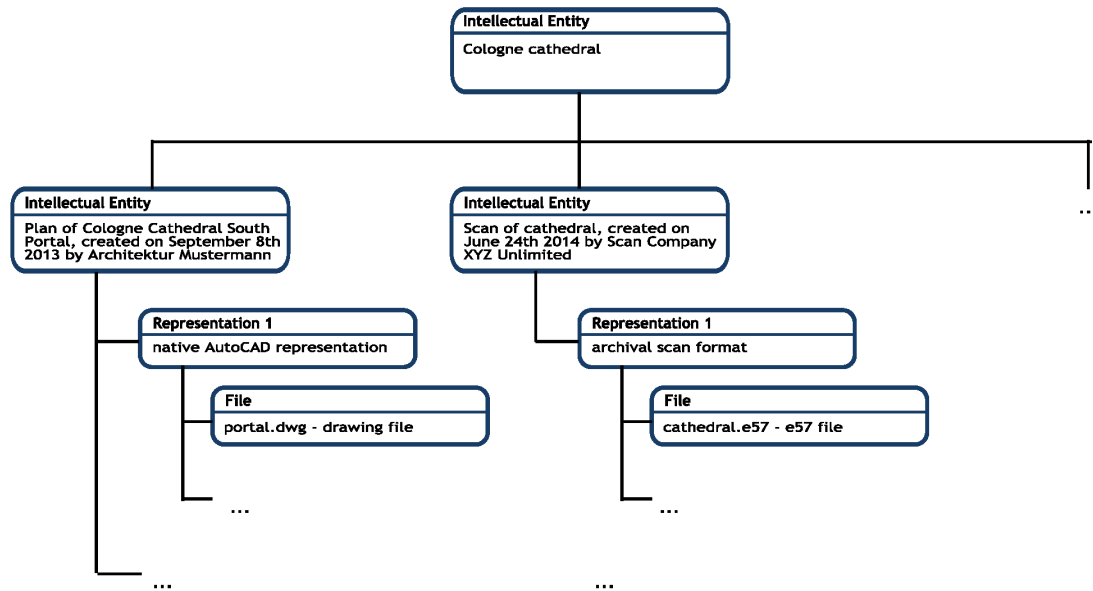 Intellectual Entity
Cologne cathedral
..
Intellectual Entity
Plan of Cologne Cathedral South
Portal, created on September 8th
2013 by Architektur Mustermann
Intellectual Entity
Scan of cathedral, created on
June 24th 2014 by Scan Company
XYZ Unlimited
Representation 1
native AutoCAD representation
Representation 1
archival scan format
File
portal.dwg - drawing file
File
cathedral.e57 - e57 file
...
...
...
...